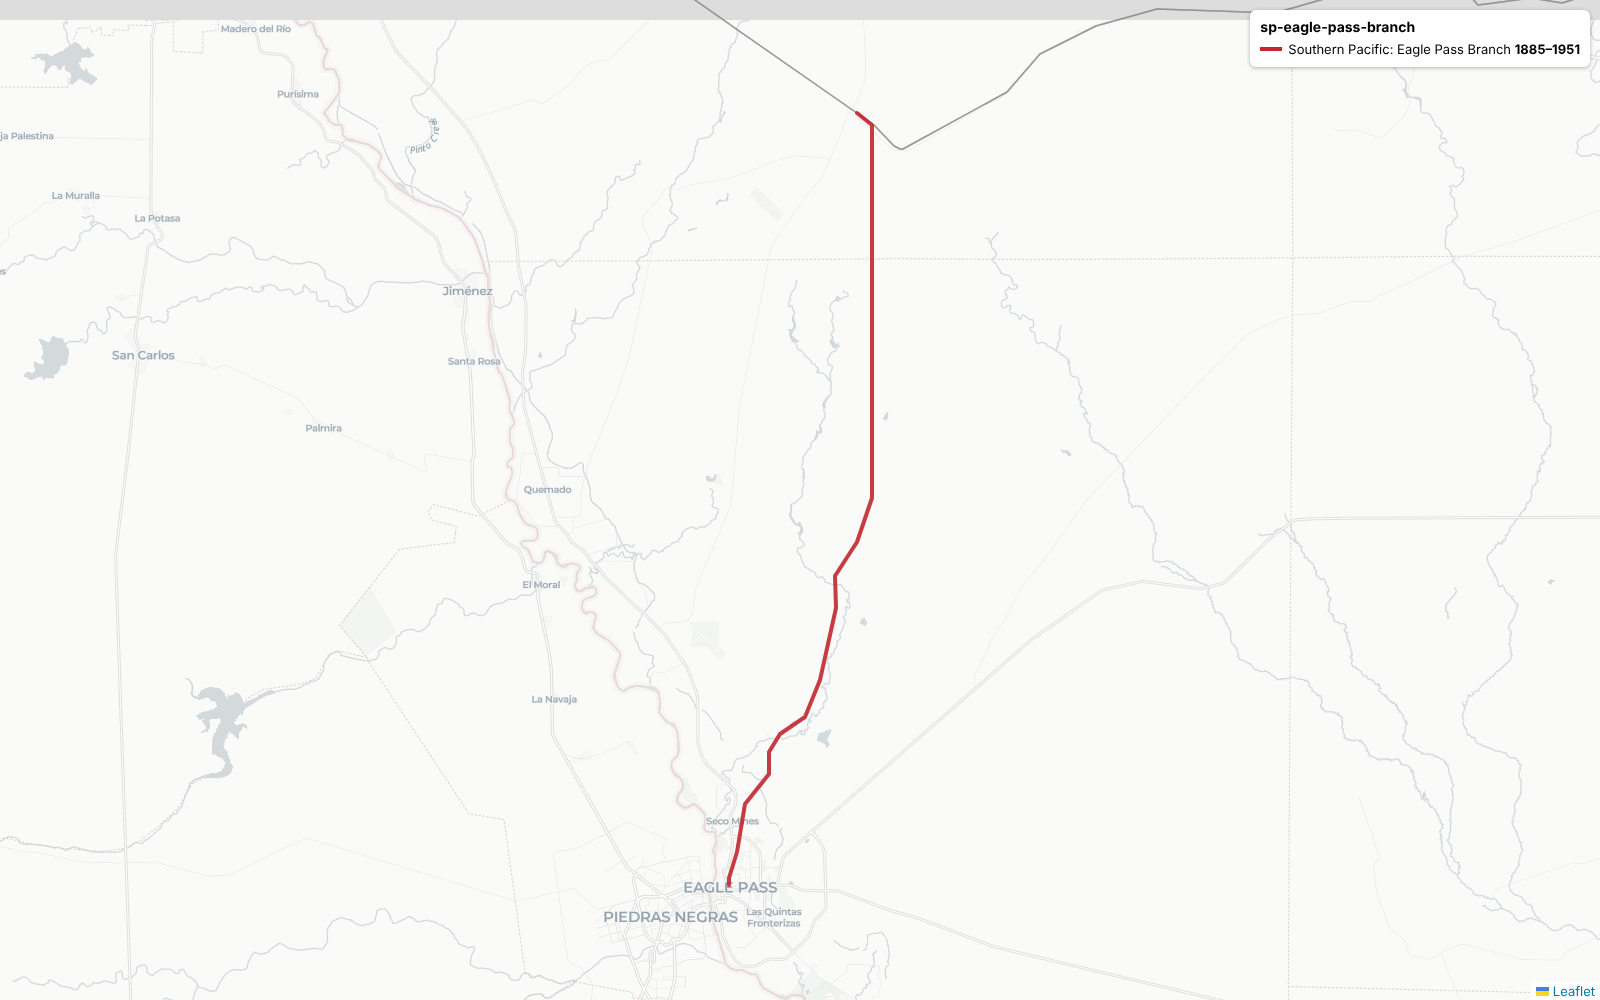 sp-eagle-pass-branch
Southern Pacific: Eagle Pass Branch 1885–1951
Madero del Río
Purísima
ja Palestina
Pinto Creek
La Muralla
La Potasa
es
Jiménez
San Carlos
Santa Rosa
Palmira
Quemado
El Moral
La Navaja
Seco Mines
EAGLE PASS
PIEDRAS NEGRAS
Las Quintas
Fronterizas
Leaflet